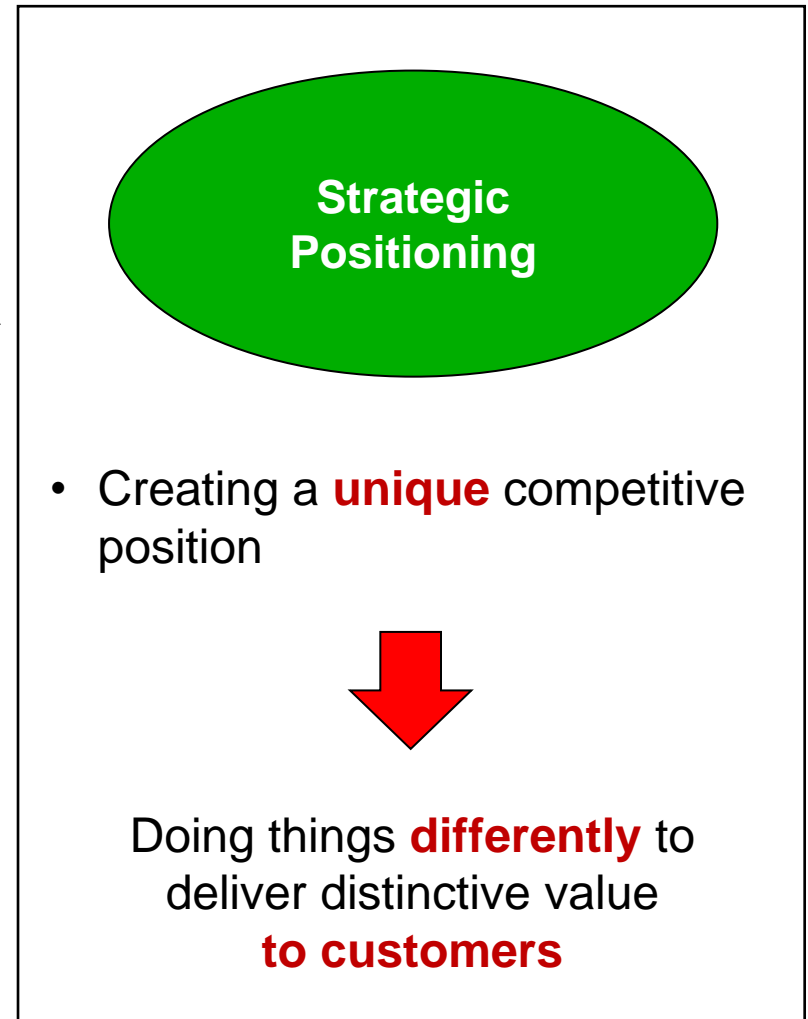 Strategic
Positioning
• Creating a unique competitive
position
Doing things differently to
deliver distinctive value
to customers